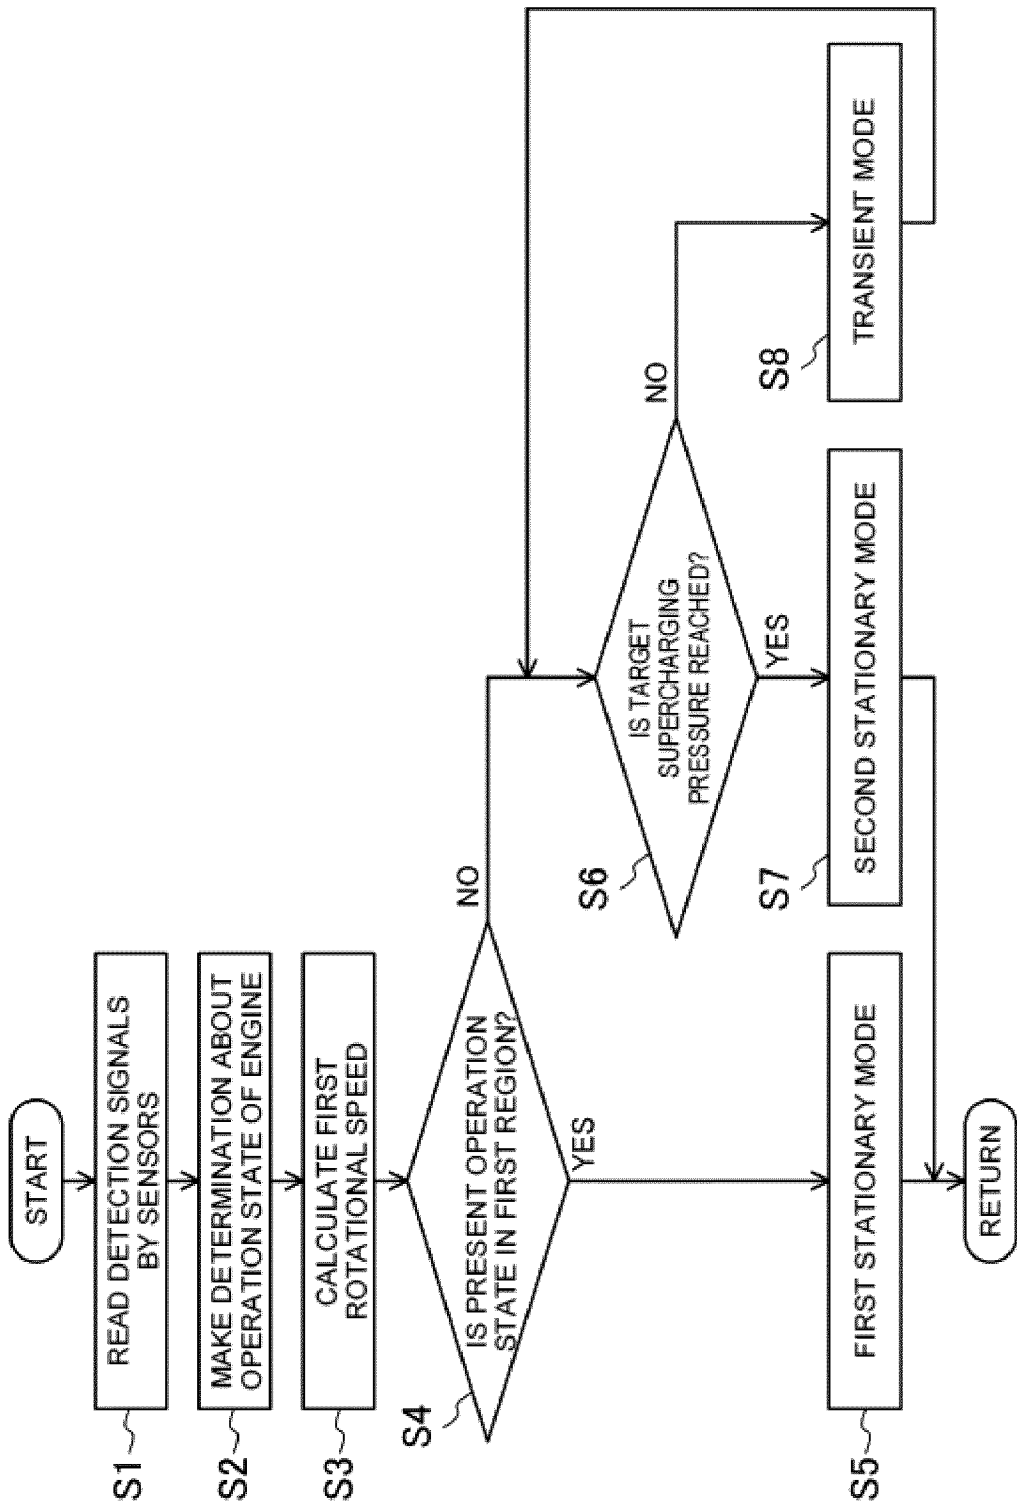 START
S1
READ DETECTION SIGNALS
BY SENSORS
S2
MAKE DETERMINATION ABOUT
OPERATION STATE OF ENGINE
S3
CALCULATE FIRST
ROTATIONAL SPEED
S4
IS PRESENT OPERATION
STATE IN FIRST REGION?
NO
YES
S6
IS TARGET
SUPERCHARGING
PRESSURE REACHED?
NO
YES
S5
FIRST STATIONARY MODE
S7
SECOND STATIONARY MODE
S8
TRANSIENT MODE
RETURN